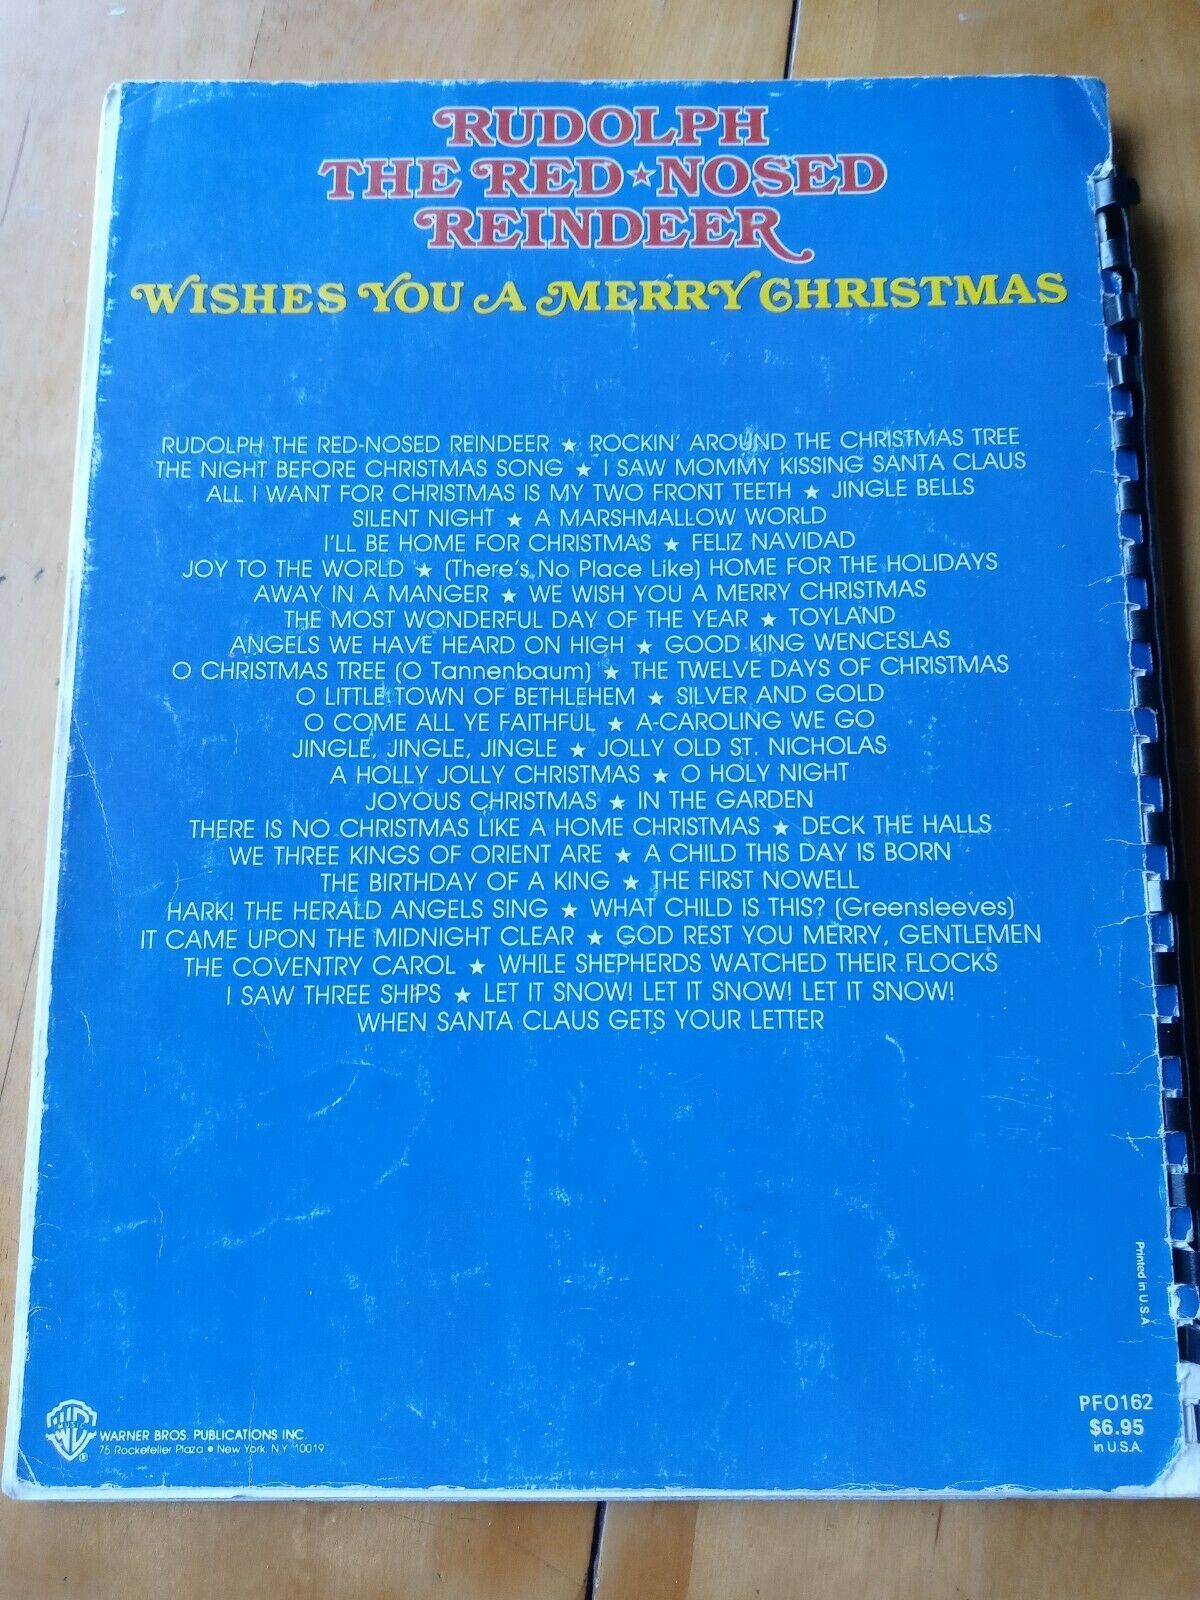 RUDOLPH
THE RED★NOSED
REINDEER
WISHES YOU A MERRY CHRISTMAS
RUDOLPH THE RED-NOSED REINDEER ★ ROCKIN' AROUND THE CHRISTMAS TREE
THE NIGHT BEFORE CHRISTMAS SONG ★ I SAW MOMMY KISSING SANTA CLAUS
ALL I WANT FOR CHRISTMAS IS MY TWO FRONT TEETH ★ JINGLE BELLS
SILENT NIGHT ★ A MARSHMALLOW WORLD
I'LL BE HOME FOR CHRISTMAS ★ FELIZ NAVIDAD
JOY TO THE WORLD ★ (There's No Place Like) HOME FOR THE HOLIDAYS
AWAY IN A MANGER ★ WE WISH YOU A MERRY CHRISTMAS
THE MOST WONDERFUL DAY OF THE YEAR ★ TOYLAND
ANGELS WE HAVE HEARD ON HIGH ★ GOOD KING WENCESLAS
O CHRISTMAS TREE (O Tannenbaum) ★ THE TWELVE DAYS OF CHRISTMAS
O LITTLE TOWN OF BETHLEHEM ★ SILVER AND GOLD
O COME ALL YE FAITHFUL ★ A-CAROLING WE GO
JINGLE, JINGLE, JINGLE ★ JOLLY OLD ST. NICHOLAS
A HOLLY JOLLY CHRISTMAS ★ O HOLY NIGHT
JOYOUS CHRISTMAS ★ IN THE GARDEN
THERE IS NO CHRISTMAS LIKE A HOME CHRISTMAS ★ DECK THE HALLS
WE THREE KINGS OF ORIENT ARE ★ A CHILD THIS DAY IS BORN
THE BIRTHDAY OF A KING ★ THE FIRST NOWELL
HARK! THE HERALD ANGELS SING ★ WHAT CHILD IS THIS? (Greensleeves)
IT CAME UPON THE MIDNIGHT CLEAR ★ GOD REST YOU MERRY, GENTLEMEN
THE COVENTRY CAROL ★ WHILE SHEPHERDS WATCHED THEIR FLOCKS
I SAW THREE SHIPS ★ LET IT SNOW! LET IT SNOW! LET IT SNOW!
WHEN SANTA CLAUS GETS YOUR LETTER
Printed in U.S.A.
WB MUSIC ®
WARNER BROS. PUBLICATIONS INC.
75 Rockefeller Plaza ● New York, N.Y. 10019
PFO162
$6.95
in U.S.A.